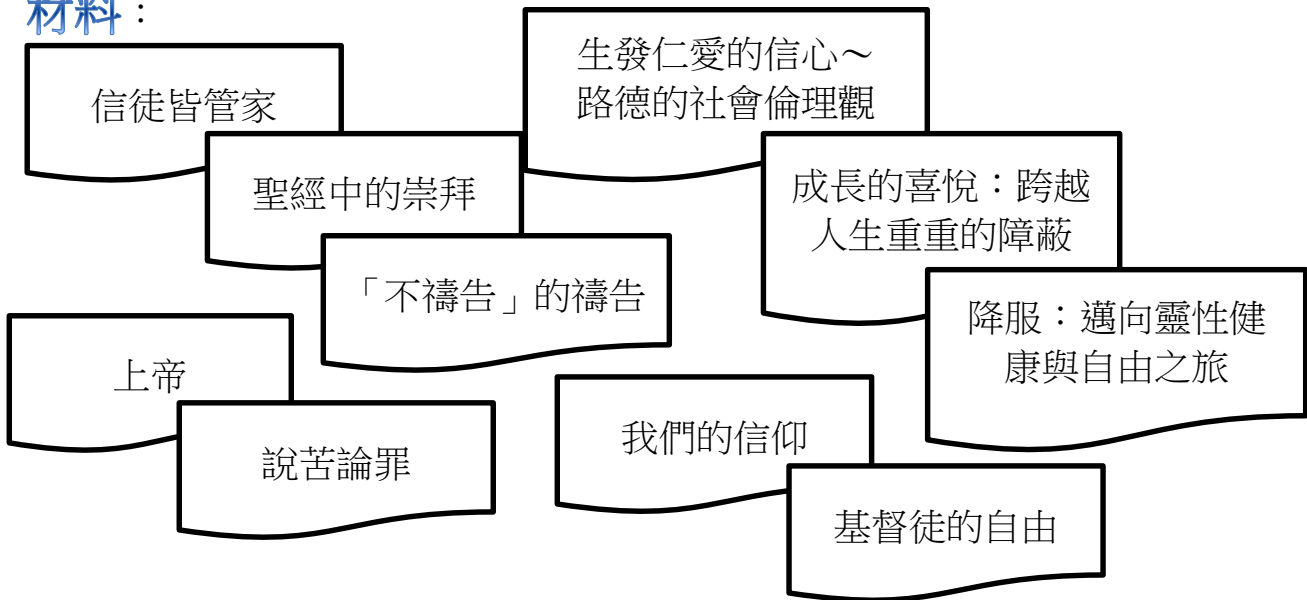 材料：
信徒皆管家
聖經中的崇拜
「不禱告」的禱告
上帝
說苦論罪
生發仁愛的信心～
路德的社會倫理觀
成長的喜悅：跨越
人生重重的障蔽
降服：邁向靈性健
康與自由之旅
我們的信仰
基督徒的自由